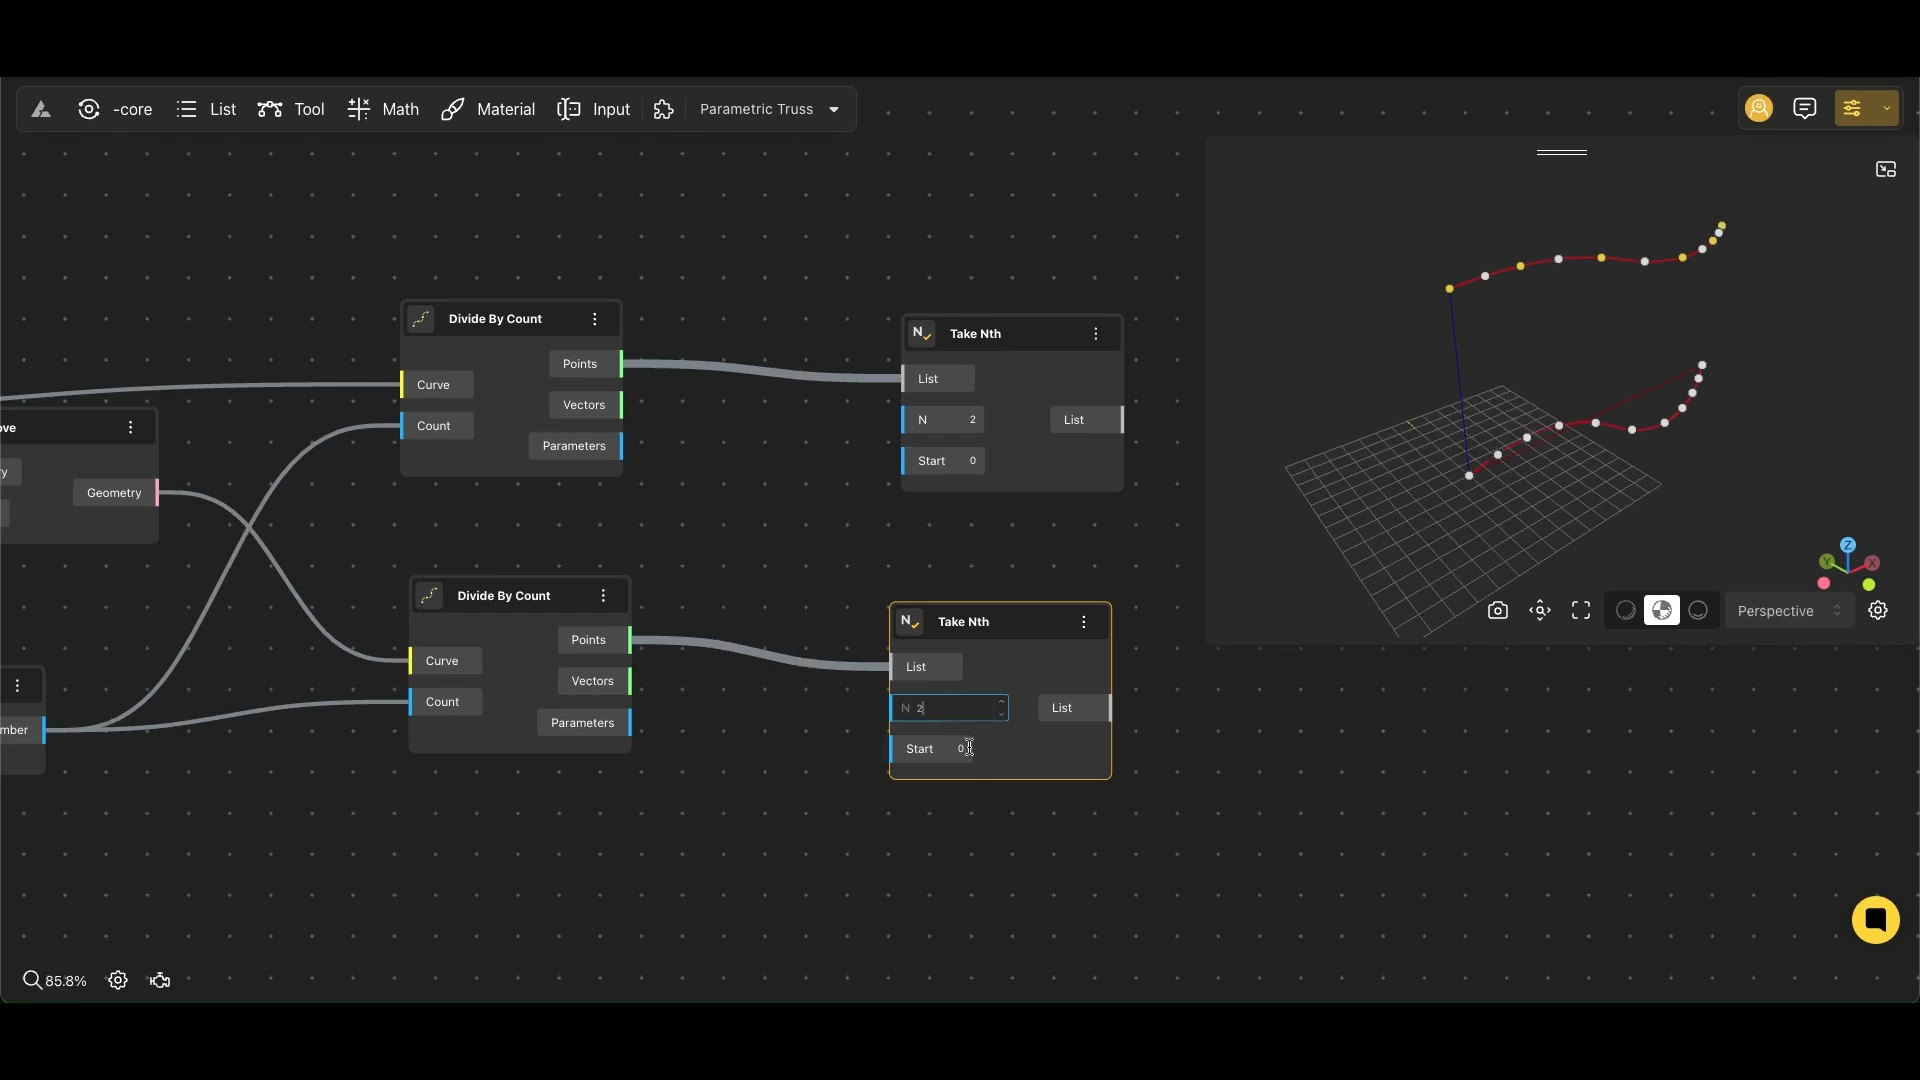 -core List Tool Math Material Input Parametric Truss
Divide By Count
Points
Curve
Vectors
Count
Parameters
Take Nth
List
N 2
List
Start 0
ove
ry
Geometry
Divide By Count
Points
Curve
Vectors
Count
Parameters
Take Nth
List
N 2
List
Start 0
mber
Z
Y
X
Perspective
85.8%